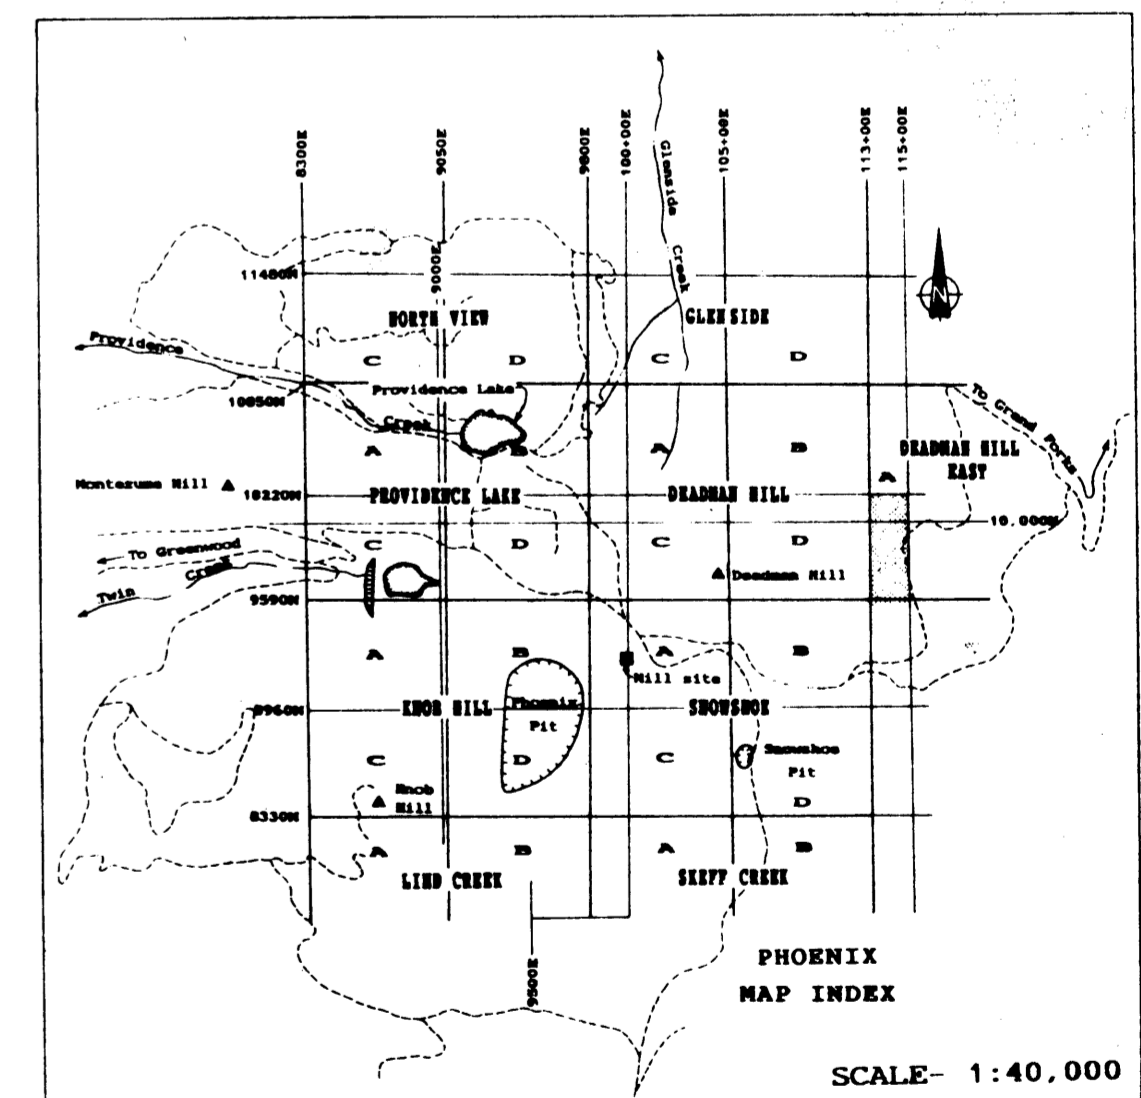 8300E
9050E
9800E
100+00E
105+00E
113+00E
115+00E
Glenside
Creek
11480N
9000E
N
NORTH VIEW
GLENSIDE
Providence
C
D
C
D
Providence Lake
To Grand Forks
10850N
Creek
A
B
A
B
DEADMAN HILL
EAST
A
Montezuma Hill
10220N
PROVIDENCE LAKE
DEADMAN HILL
10,000N
To Greenwood
C
D
C
D
Creek
Deadman Hill
Twin
9590N
A
B
A
B
Mill site
8960N
KNOB HILL
Phoenix
Pit
SNOWSHOE
C
D
C
Snowshoe
Pit
D
Knob
Hill
8330N
A
B
A
B
LIND CREEK
SKEFF CREEK
9500E
PHOENIX
MAP INDEX
SCALE- 1:40,000